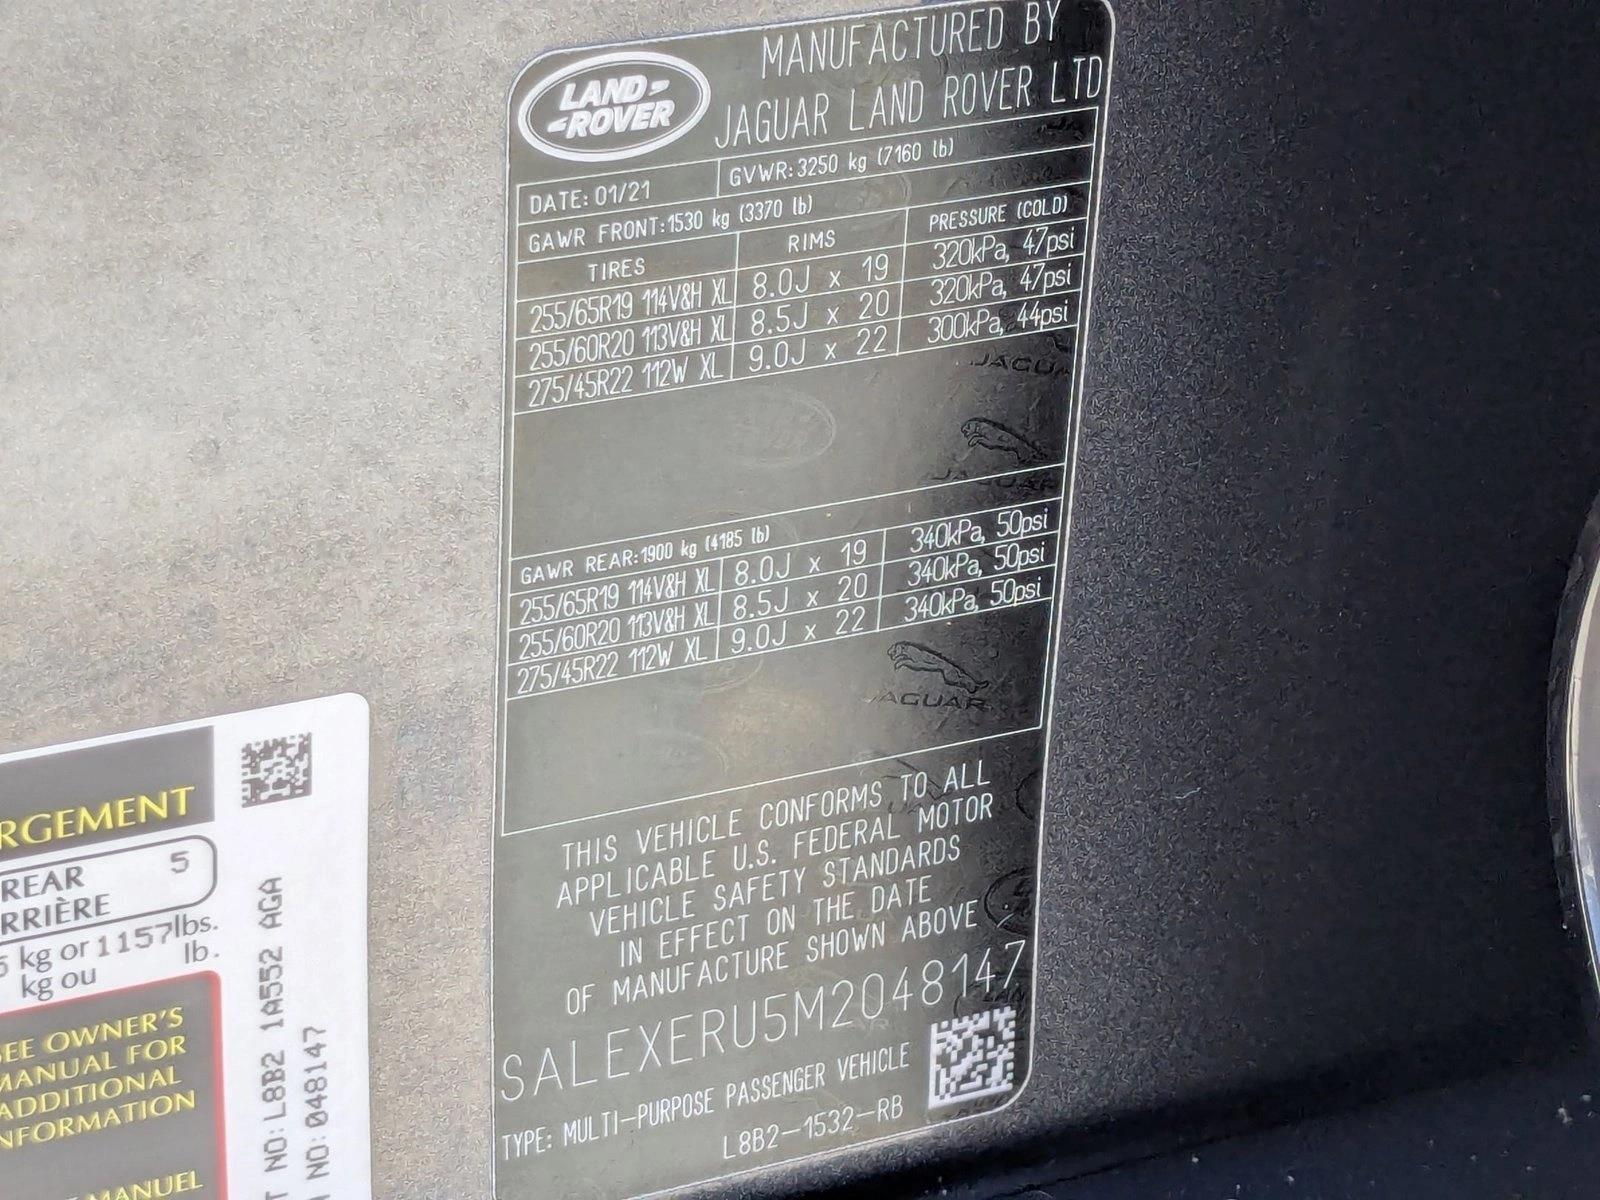 LAND
ROVER
MANUFACTURED BY
JAGUAR LAND ROVER LTD
DATE: 01/21
GVWR: 3250 kg (7160 lb)
GAWR FRONT: 1530 kg (3370 lb)
TIRES RIMS PRESSURE (COLD)
255/65R19 114V&H XL 8.0J x 19 320kPa, 47psi
255/60R20 113V&H XL 8.5J x 20 320kPa, 47psi
275/45R22 112W XL 9.0J x 22 300kPa, 44psi
GAWR REAR: 1900 kg (4185 lb)
255/65R19 114V&H XL 8.0J x 19 340kPa, 50psi
255/60R20 113V&H XL 8.5J x 20 340kPa, 50psi
275/45R22 112W XL 9.0J x 22 340kPa, 50psi
JAGUAR
THIS VEHICLE CONFORMS TO ALL
APPLICABLE U.S. FEDERAL MOTOR
VEHICLE SAFETY STANDARDS
IN EFFECT ON THE DATE
OF MANUFACTURE SHOWN ABOVE
SALEXERU5M2048147
TYPE: MULTI-PURPOSE PASSENGER VEHICLE
L8B2-1532-RB
RGEMENT
REAR 5
RRIÈRE
5 kg or 1157 lbs.
kg ou lb.
SEE OWNER'S
MANUAL FOR
ADDITIONAL
INFORMATION
MANUEL
T NO: L8B2 1A552 AGA
N NO: 048147